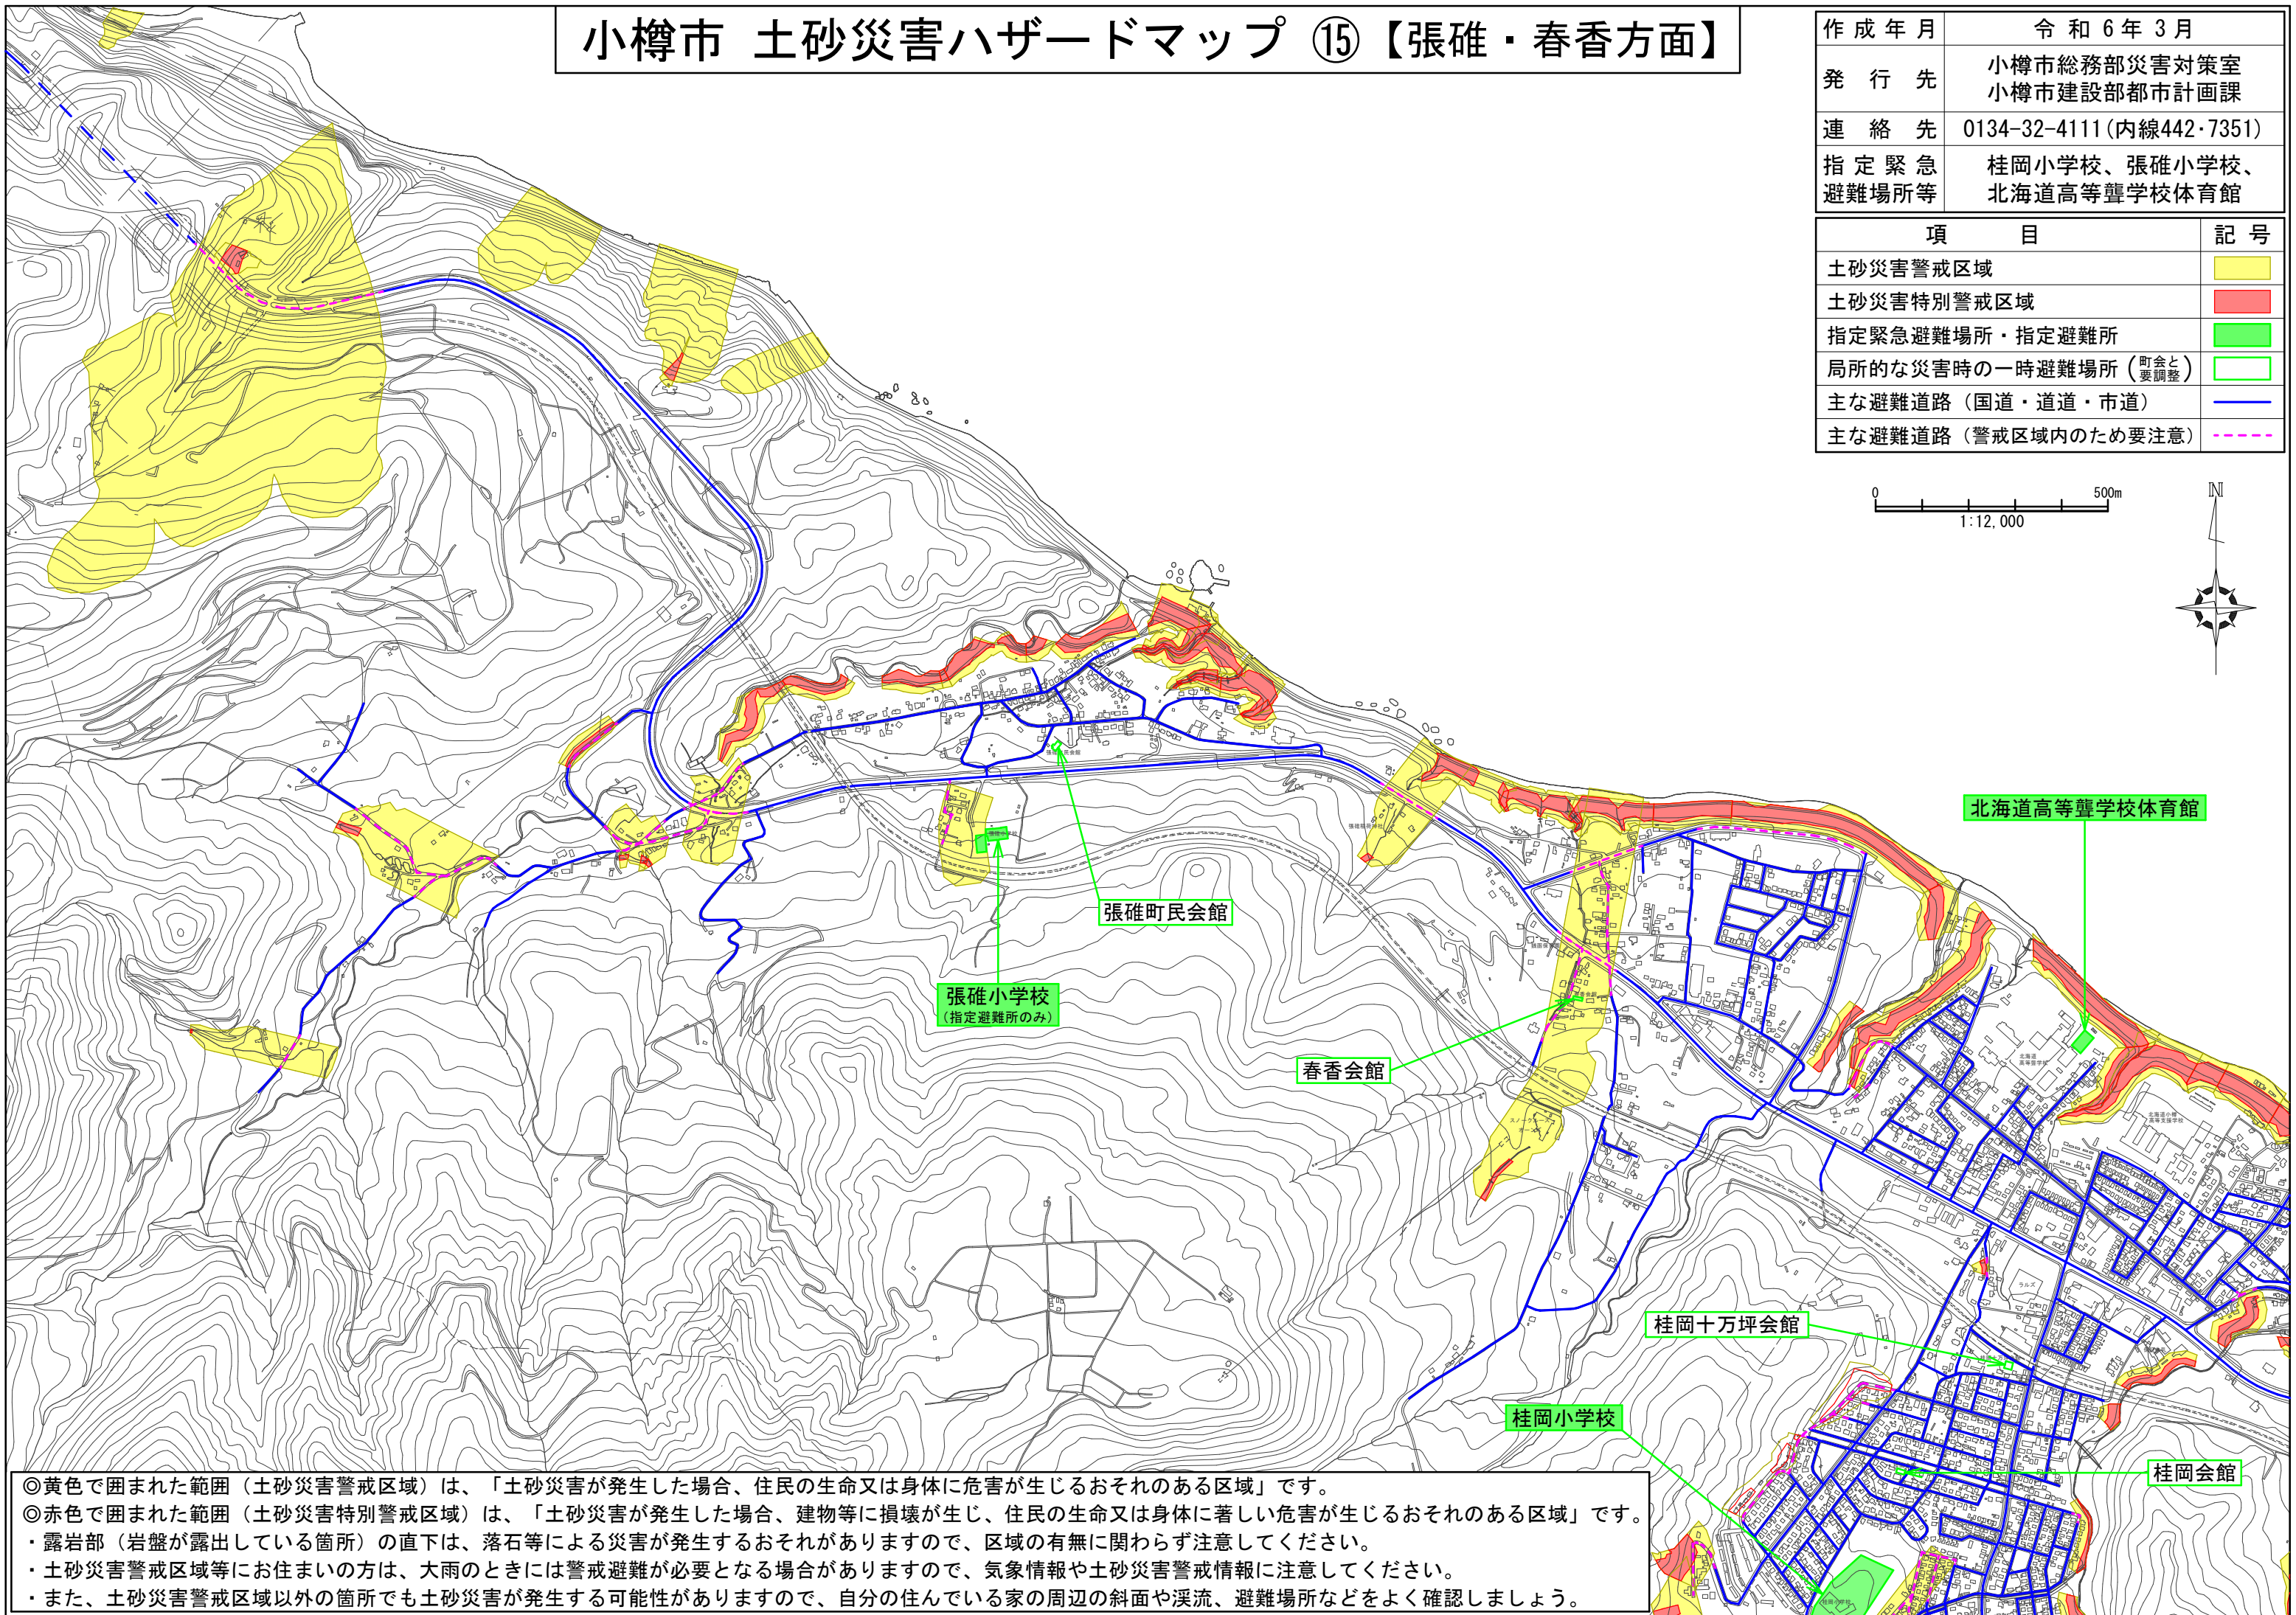 小樽市 土砂災害ハザードマップ ⑮【張碓・春香方面】
作成年月 令和6年3月
発行先 小樽市総務部災害対策室
小樽市建設部都市計画課
連絡先 0134-32-4111(内線442・7351)
指定緊急避難場所等 桂岡小学校、張碓小学校、
北海道高等聾学校体育館
項目 記号
土砂災害警戒区域
土砂災害特別警戒区域
指定緊急避難場所・指定避難所
局所的な災害時の一時避難場所(町会と要調整)
主な避難道路(国道・道道・市道)
主な避難道路(警戒区域内のため要注意)
0 500m
1:12,000
N
北海道高等聾学校体育館
張碓町民会館
張碓小学校
(指定避難所のみ)
春香会館
北海道
高等聾学校
北海道小樽
高等支援学校
ラルズ
桂岡十万坪会館
桂岡小学校
桂岡会館
◎黄色で囲まれた範囲(土砂災害警戒区域)は、「土砂災害が発生した場合、住民の生命又は身体に危害が生じるおそれのある区域」です。
◎赤色で囲まれた範囲(土砂災害特別警戒区域)は、「土砂災害が発生した場合、建物等に損壊が生じ、住民の生命又は身体に著しい危害が生じるおそれのある区域」です。
・露岩部(岩盤が露出している箇所)の直下は、落石等による災害が発生するおそれがありますので、区域の有無に関わらず注意してください。
・土砂災害警戒区域等にお住まいの方は、大雨のときには警戒避難が必要となる場合がありますので、気象情報や土砂災害警戒情報に注意してください。
・また、土砂災害警戒区域以外の箇所でも土砂災害が発生する可能性がありますので、自分の住んでいる家の周辺の斜面や渓流、避難場所などをよく確認しましょう。